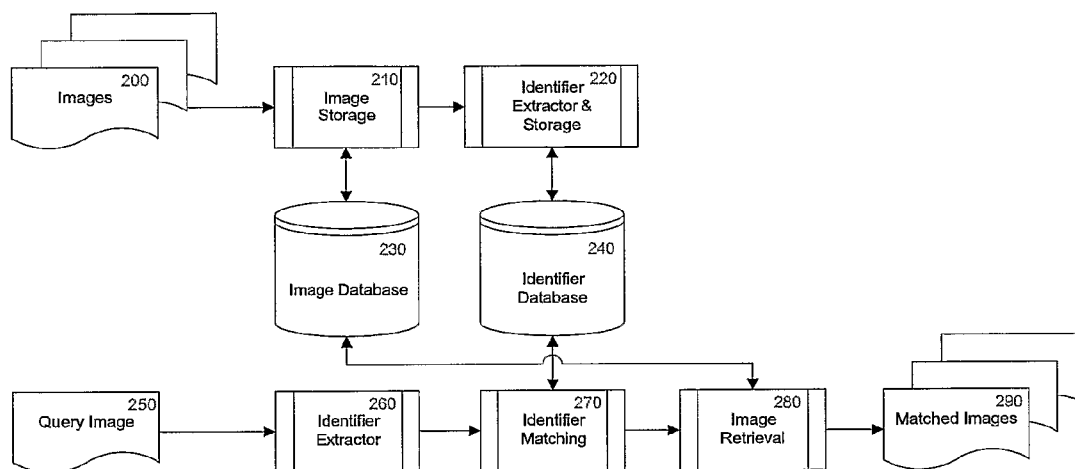 200
Images
210
Image
Storage
220
Identifier
Extractor &
Storage
230
Image Database
240
Identifier
Database
250
Query Image
260
Identifier
Extractor
270
Identifier
Matching
280
Image
Retrieval
290
Matched Images